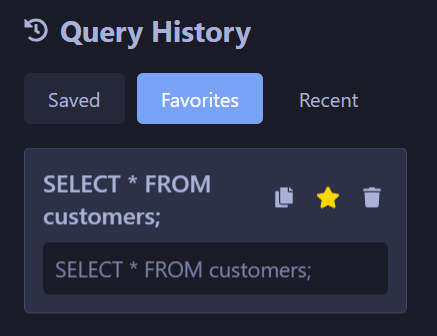 Query History
Saved Favorites Recent
SELECT * FROM
customers;
SELECT * FROM customers;